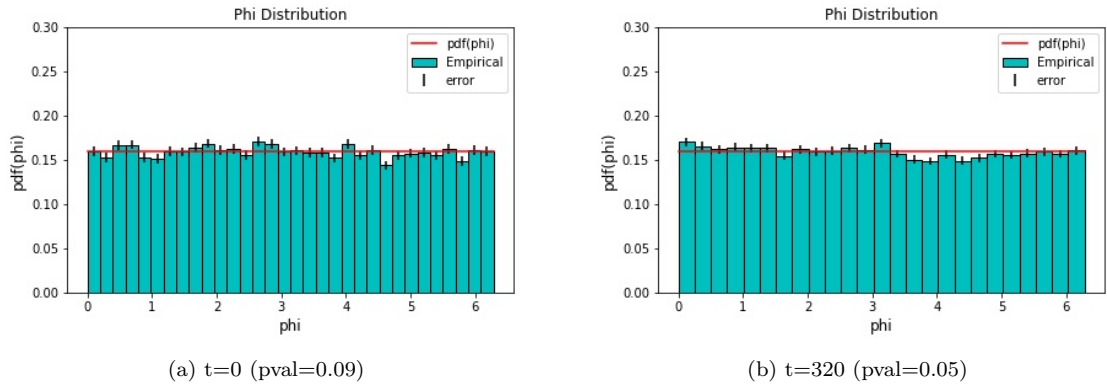 Phi Distribution
0.30
0.25
0.20
0.15
0.10
0.05
0.00
pdf(phi)
0
1
2
3
4
5
6
phi
pdf(phi)
Empirical
error
(a) t=0 (pval=0.09)
Phi Distribution
0.30
0.25
0.20
0.15
0.10
0.05
0.00
pdf(phi)
0
1
2
3
4
5
6
phi
pdf(phi)
Empirical
error
(b) t=320 (pval=0.05)